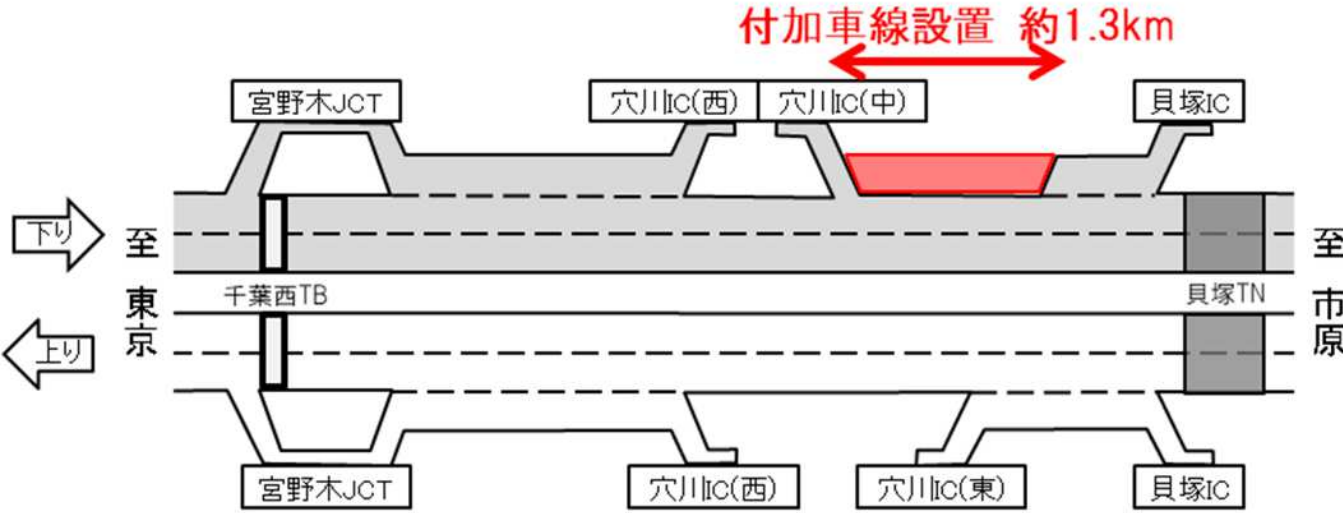 付加車線設置 約1.3km
宮野木JCT
穴川IC(西)
穴川IC(中)
貝塚IC
下り
至東京
千葉西TB
貝塚TN
至市原
上り
宮野木JCT
穴川IC(西)
穴川IC(東)
貝塚IC